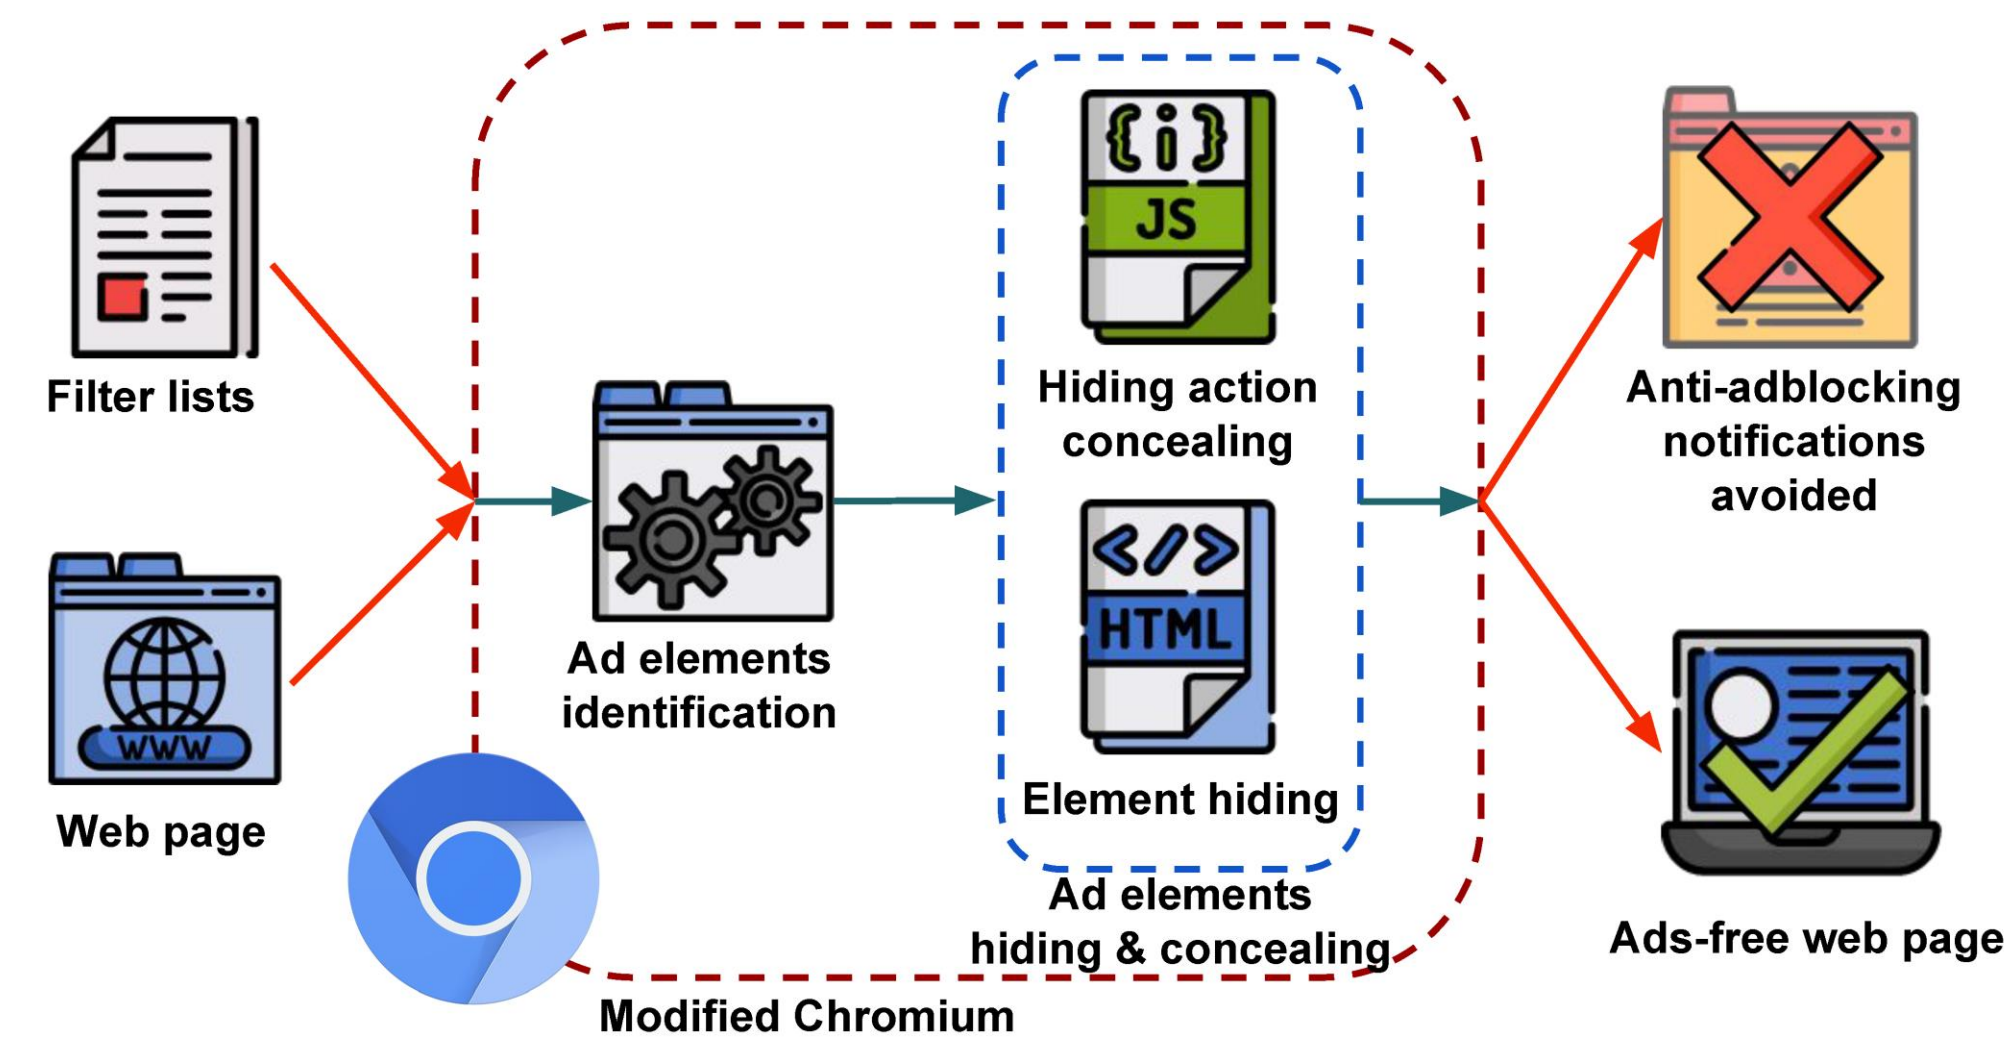 Filter lists
WWW
Web page
Ad elements
identification
{i}
JS
Hiding action
concealing
</>
HTML
Element hiding
Ad elements
hiding & concealing
Modified Chromium
Anti-adblocking
notifications
avoided
Ads-free web page